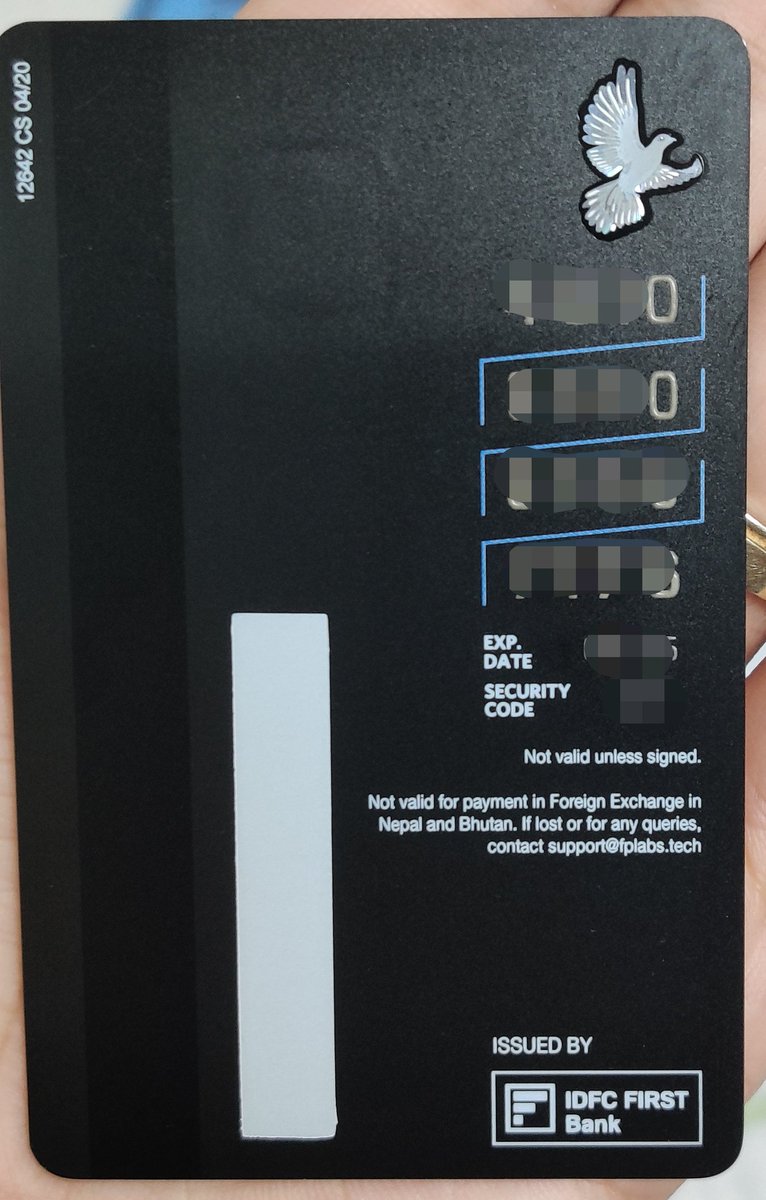 12642 CS 04/20
0
0
EXP.
DATE
SECURITY
CODE
Not valid unless signed.
Not valid for payment in Foreign Exchange in
Nepal and Bhutan. If lost or for any queries,
contact support@fplabs.tech
ISSUED BY
IDFC FIRST
Bank